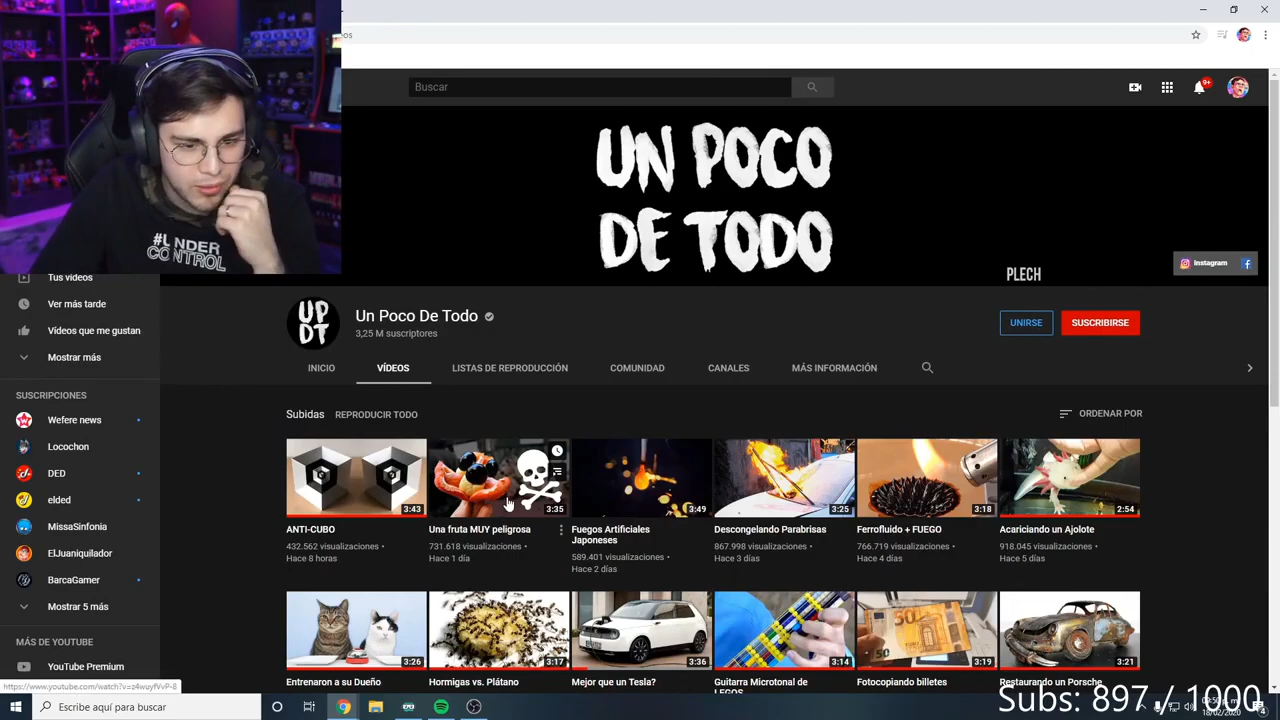 os
Buscar
9+
#UNDER
CONTROL
UN POCO
DE TODO
PLECH
Instagram
Tus vídeos
Ver más tarde
Vídeos que me gustan
Mostrar más
SUSCRIPCIONES
Wefere news
Locochon
DED
elded
MissaSinfonia
ElJuaniquilador
BarcaGamer
Mostrar 5 más
MÁS DE YOUTUBE
YouTube Premium
UP
DT
Un Poco De Todo
3,25 M suscriptores
UNIRSE
SUSCRIBIRSE
INICIO
VÍDEOS
LISTAS DE REPRODUCCIÓN
COMUNIDAD
CANALES
MÁS INFORMACIÓN
Subidas
REPRODUCIR TODO
ORDENAR POR
3:43
3:35
3:49
3:25
3:18
2:54
ANTI-CUBO
432.562 visualizaciones •
Hace 8 horas
Una fruta MUY peligrosa
731.618 visualizaciones •
Hace 1 día
Fuegos Artificiales
Japoneses
589.401 visualizaciones •
Hace 2 días
Descongelando Parabrisas
867.998 visualizaciones •
Hace 3 días
Ferrofluido + FUEGO
766.719 visualizaciones •
Hace 4 días
Acariciando un Ajolote
918.045 visualizaciones •
Hace 5 días
3:26
3:17
3:36
3:14
50
3:19
3:21
Entrenaron a su Dueño
Hormigas vs. Plátano
Mejor que un Tesla?
Guitarra Microtonal de
LEGOS
Fotocopiando billetes
Restaurando un Porsche
Subs: 897 / 1000
Escribe aquí para buscar
18/02/2020